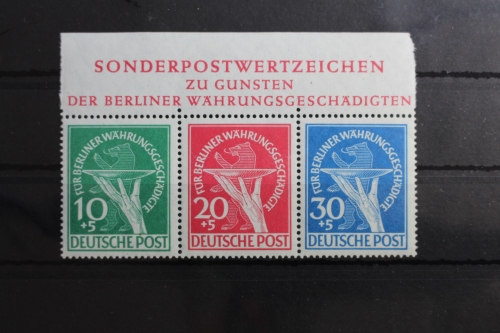 SONDERPOSTWERTZEICHEN
ZU GUNSTEN
DER BERLINER WÄHRUNGSGESCHÄDIGTEN
FÜR BERLINER WÄHRUNGSGESCHÄDIGTE
10
+5
DEUTSCHE POST
FÜR BERLINER WÄHRUNGSGESCHÄDIGTE
20
+5
DEUTSCHE POST
FÜR BERLINER WÄHRUNGSGESCHÄDIGTE
30
+5
DEUTSCHE POST